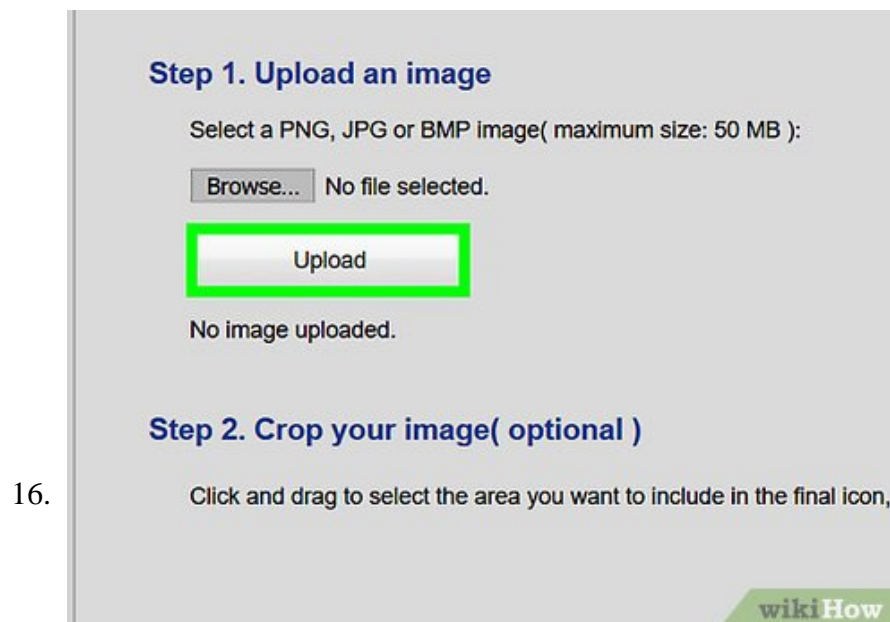 Step 1. Upload an image
Select a PNG, JPG or BMP image( maximum size: 50 MB ):
Browse... No file selected.
Upload
No image uploaded.
Step 2. Crop your image( optional )
16.
Click and drag to select the area you want to include in the final icon,
wikiHow